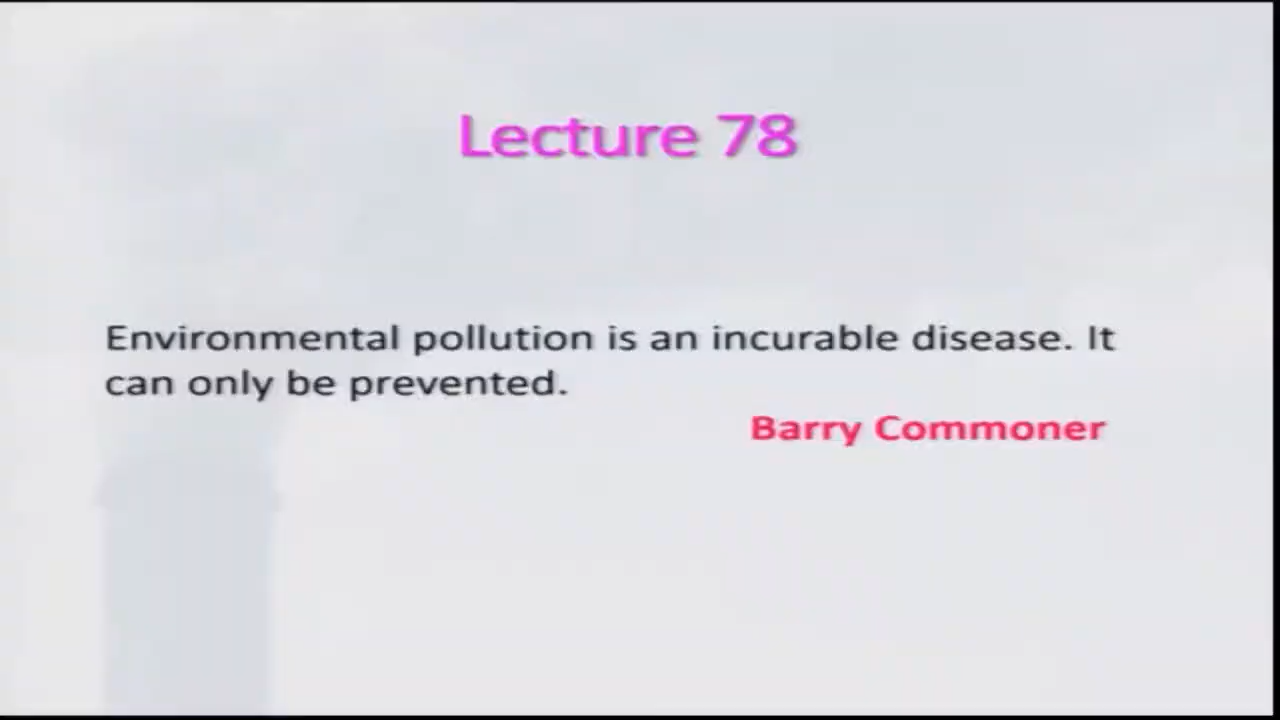 Lecture 78
Environmental pollution is an incurable disease. It
can only be prevented.
Barry Commoner